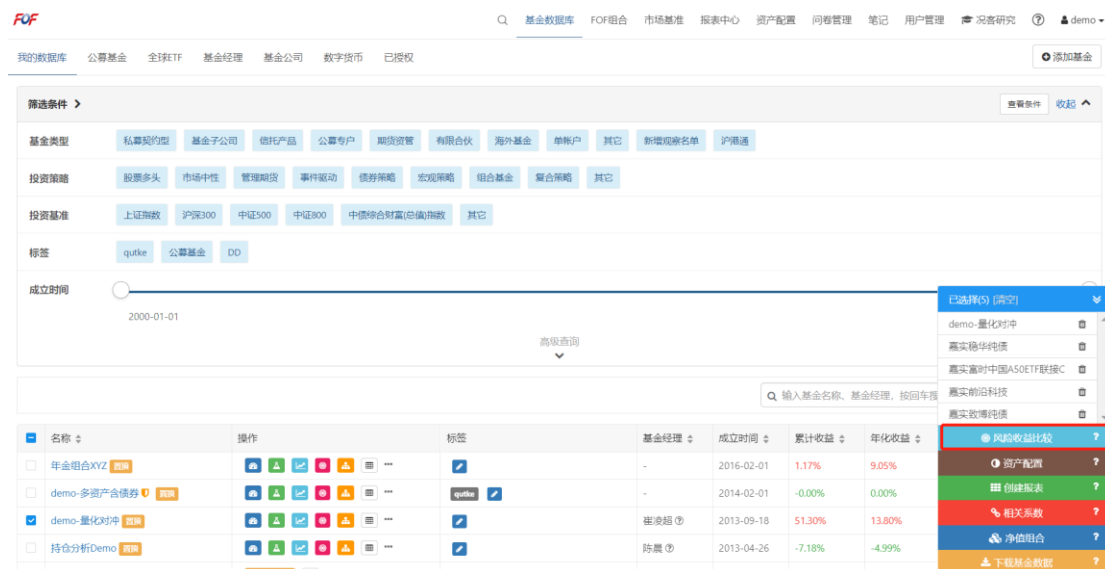 FOF
基金数据库 FOF组合 市场基准 报表中心 资产配置 问卷管理 笔记 用户管理 况客研究 ? demo
我的数据库 公募基金 全球ETF 基金经理 基金公司 数字货币 已授权 添加基金
筛选条件 查看条件 收起
基金类型 私募契约型 基金子公司 信托产品 公募专户 期货资管 有限合伙 海外基金 单帐户 其它 新增观察名单 沪港通
投资策略 股票多头 市场中性 管理期货 事件驱动 债券策略 宏观策略 组合基金 复合策略 其它
投资基准 上证指数 沪深300 中证500 中证800 中债综合财富(总值)指数 其它
标签 qutke 公募基金 DD
成立时间
2000-01-01
高级查询
已选择(5) [清空]
demo-量化对冲
嘉实稳华纯债
嘉实富时中国A50ETF联接C
嘉实前沿科技
嘉实致博纯债
风险收益比较 ?
资产配置 ?
创建报表 ?
相关系数 ?
净值组合 ?
下载基金数据 ?
输入基金名称、基金经理，按回车搜
名称 操作 标签 基金经理 成立时间 累计收益 年化收益
年金组合XYZ 置顶 - 2016-02-01 1.17% 9.05%
demo-多资产含债券 置顶 qutke - 2014-02-01 -0.00% 0.00%
demo-量化对冲 置顶 崔凌超 ? 2013-09-18 51.30% 13.80%
持仓分析Demo 置顶 陈晨 ? 2013-04-26 -7.18% -4.99%